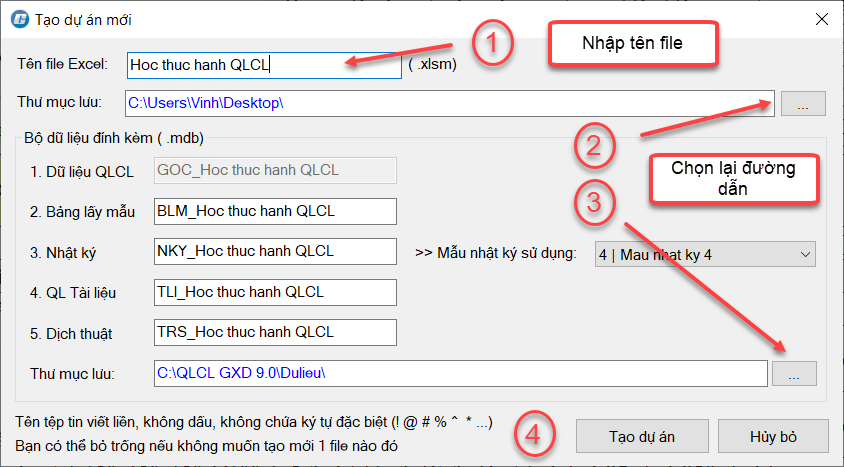 Tạo dự án mới
1
Nhập tên file
Tên file Excel:
Hoc thuc hanh QLCL
( .xlsm)
Thư mục lưu:
C:\Users\Vinh\Desktop\
...
Bộ dữ liệu đính kèm ( .mdb)
2
Chọn lại đường
dẫn
1. Dữ liệu QLCL
GOC_Hoc thuc hanh QLCL
2. Bảng lấy mẫu
BLM_Hoc thuc hanh QLCL
3
3. Nhật ký
NKY_Hoc thuc hanh QLCL
>> Mẫu nhật ký sử dụng:
4 | Mau nhat ky 4
4. QL Tài liệu
TLI_Hoc thuc hanh QLCL
5. Dịch thuật
TRS_Hoc thuc hanh QLCL
Thư mục lưu:
C:\QLCL GXD 9.0\Dulieu\
...
Tên tệp tin viết liên, không dấu, không chứa ký tự đặc biệt (! @ # % ^ * ...)
Bạn có thể bỏ trống nếu không muốn tạo mới 1 file nào đó
4
Tạo dự án
Hủy bỏ